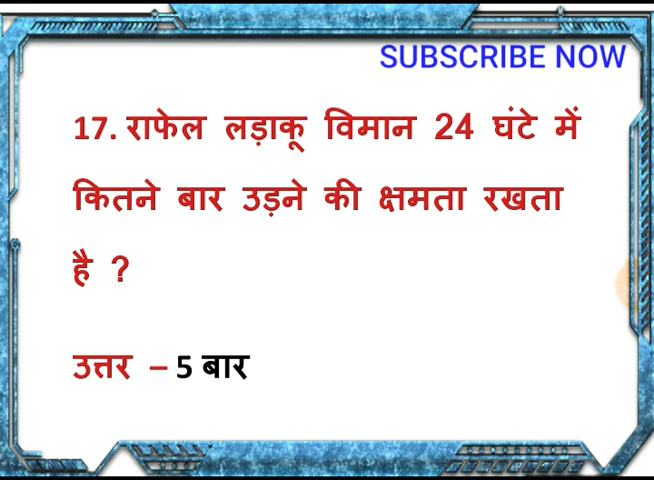 SUBSCRIBE NOW
17. राफेल लड़ाकू विमान 24 घंटे में
कितने बार उड़ने की क्षमता रखता
है ?
उत्तर – 5 बार